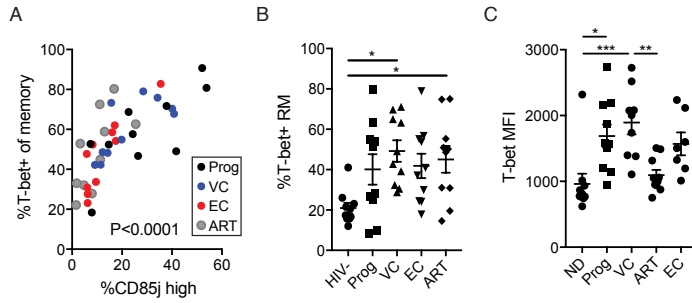 A
%T-bet+ of memory
100
80
60
40
20
0
0
20
40
60
%CD85j high
P<0.0001
Prog
VC
EC
ART
B
%T-bet+ RM
100
80
60
40
20
0
*
*
HIV-
Prog
VC
EC
ART
C
T-bet MFI
3000
2000
1000
0
*
***
**
ND
Prog
VC
ART
EC